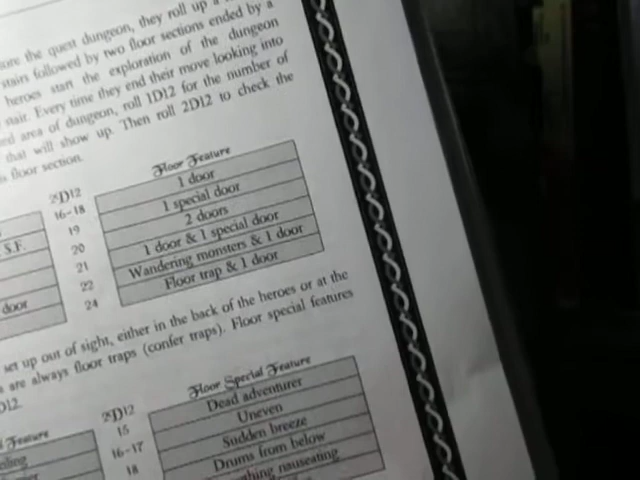 ore the quest dungeon, they roll up a
stairs followed by two floor sections ended by a
heroes start the exploration of the dungeon
stair. Every time they end their move looking into
ed area of dungeon, roll 1D12 for the number of
that will show up. Then roll 2D12 to check the
floor section.
2D12 Floor Feature
16-18 1 door
S.F. 19 1 special door
20 2 doors
21 1 door & 1 special door
door 22 Wandering monsters & 1 door
24 Floor trap & 1 door
set up out of sight, either in the back of the heroes or at the
are always floor traps (confer traps). Floor special features
D12.
Feature 2D12 Floor Special Feature
15 Dead adventurer
16-17 Uneven
18 Sudden breeze
Drums from below
nauseating